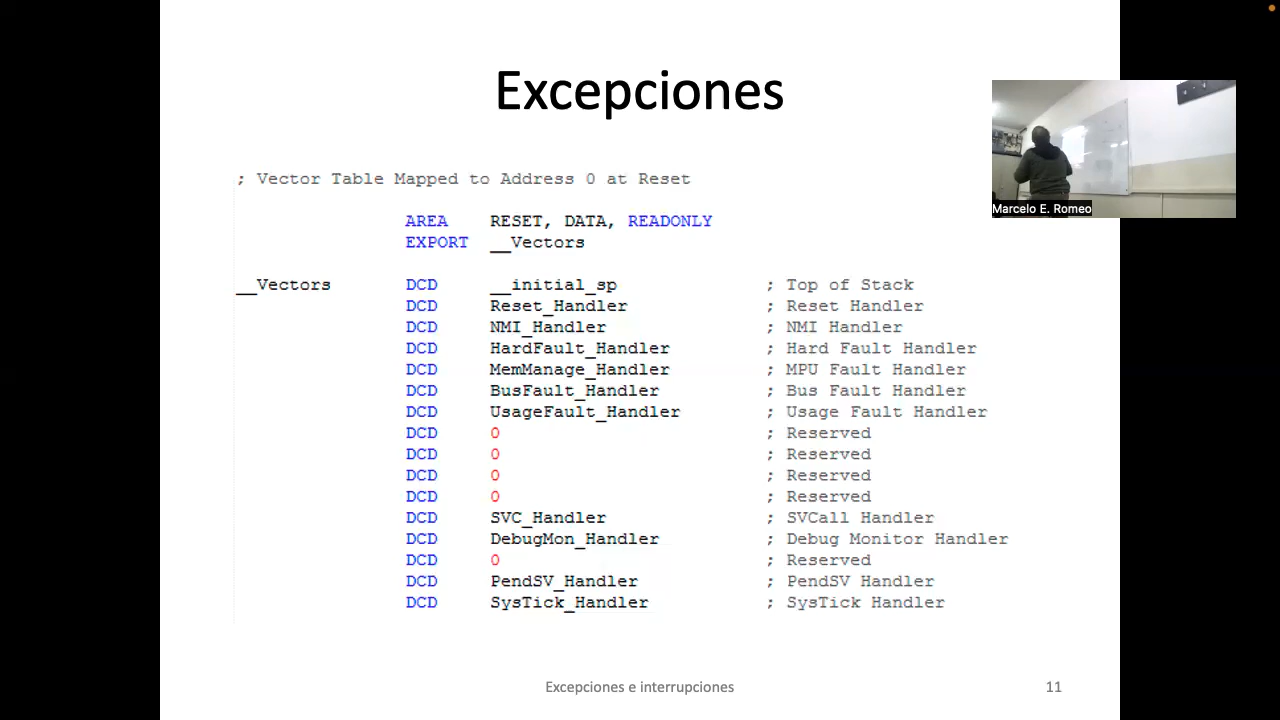 Excepciones
Marcelo E. Romeo
; Vector Table Mapped to Address 0 at Reset
AREA RESET, DATA, READONLY
EXPORT __Vectors
__Vectors DCD __initial_sp ; Top of Stack
DCD Reset_Handler ; Reset Handler
DCD NMI_Handler ; NMI Handler
DCD HardFault_Handler ; Hard Fault Handler
DCD MemManage_Handler ; MPU Fault Handler
DCD BusFault_Handler ; Bus Fault Handler
DCD UsageFault_Handler ; Usage Fault Handler
DCD 0 ; Reserved
DCD 0 ; Reserved
DCD 0 ; Reserved
DCD 0 ; Reserved
DCD SVC_Handler ; SVCall Handler
DCD DebugMon_Handler ; Debug Monitor Handler
DCD 0 ; Reserved
DCD PendSV_Handler ; PendSV Handler
DCD SysTick_Handler ; SysTick Handler
Excepciones e interrupciones 11